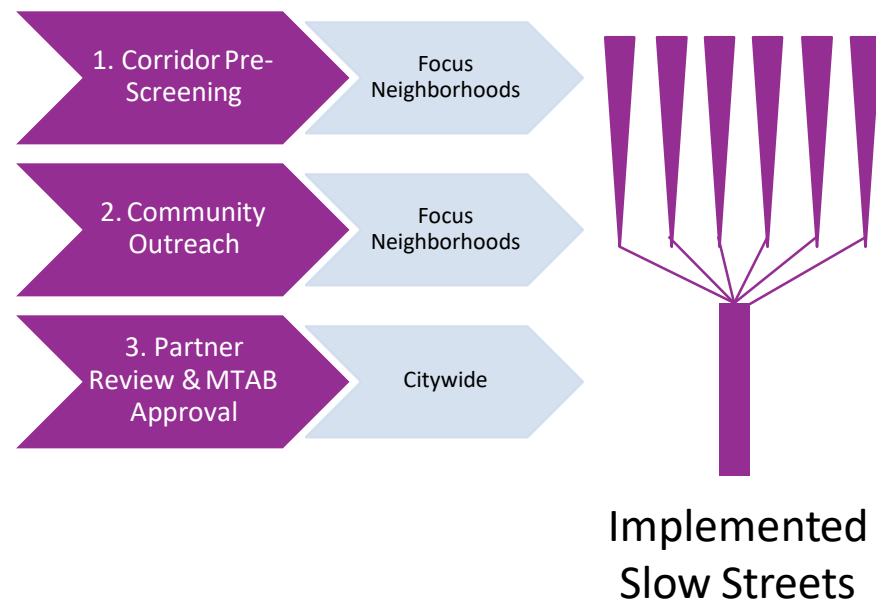 1. Corridor Pre-
Screening
Focus
Neighborhoods
2. Community
Outreach
Focus
Neighborhoods
3. Partner
Review & MTAB
Approval
Citywide
Implemented
Slow Streets